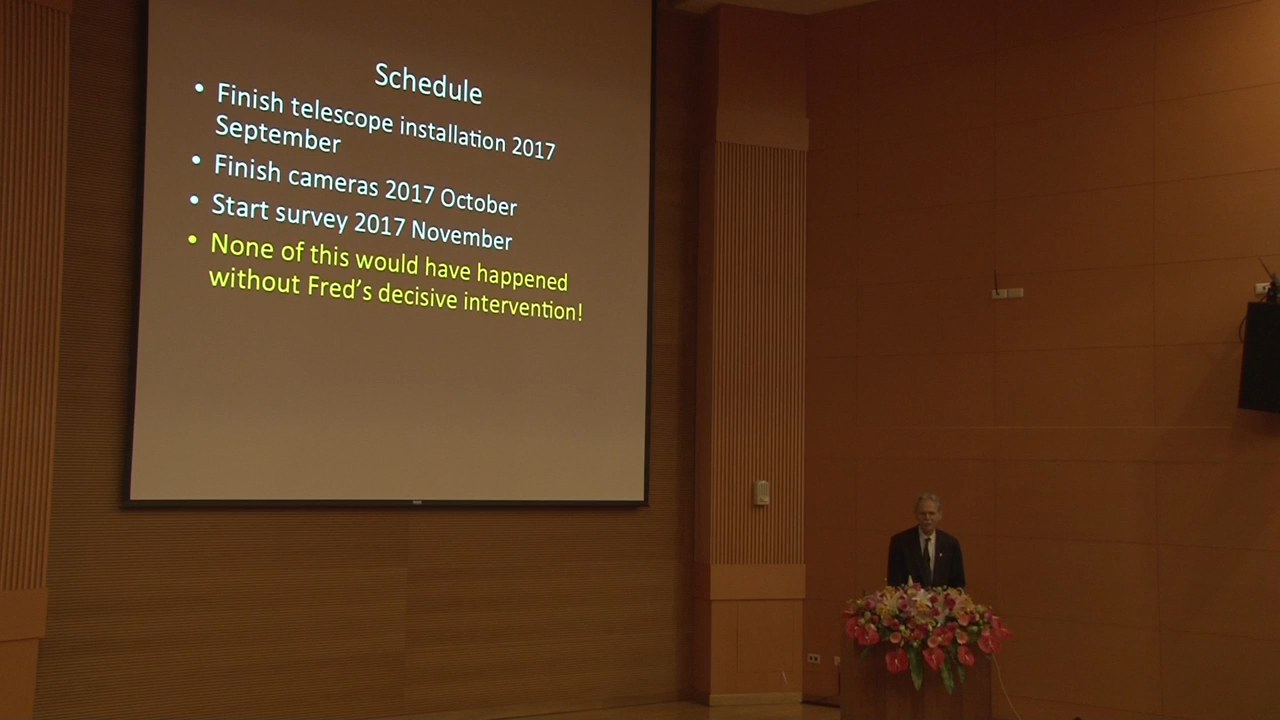 Schedule
• Finish telescope installation 2017
September
• Finish cameras 2017 October
• Start survey 2017 November
• None of this would have happened
without Fred's decisive intervention!